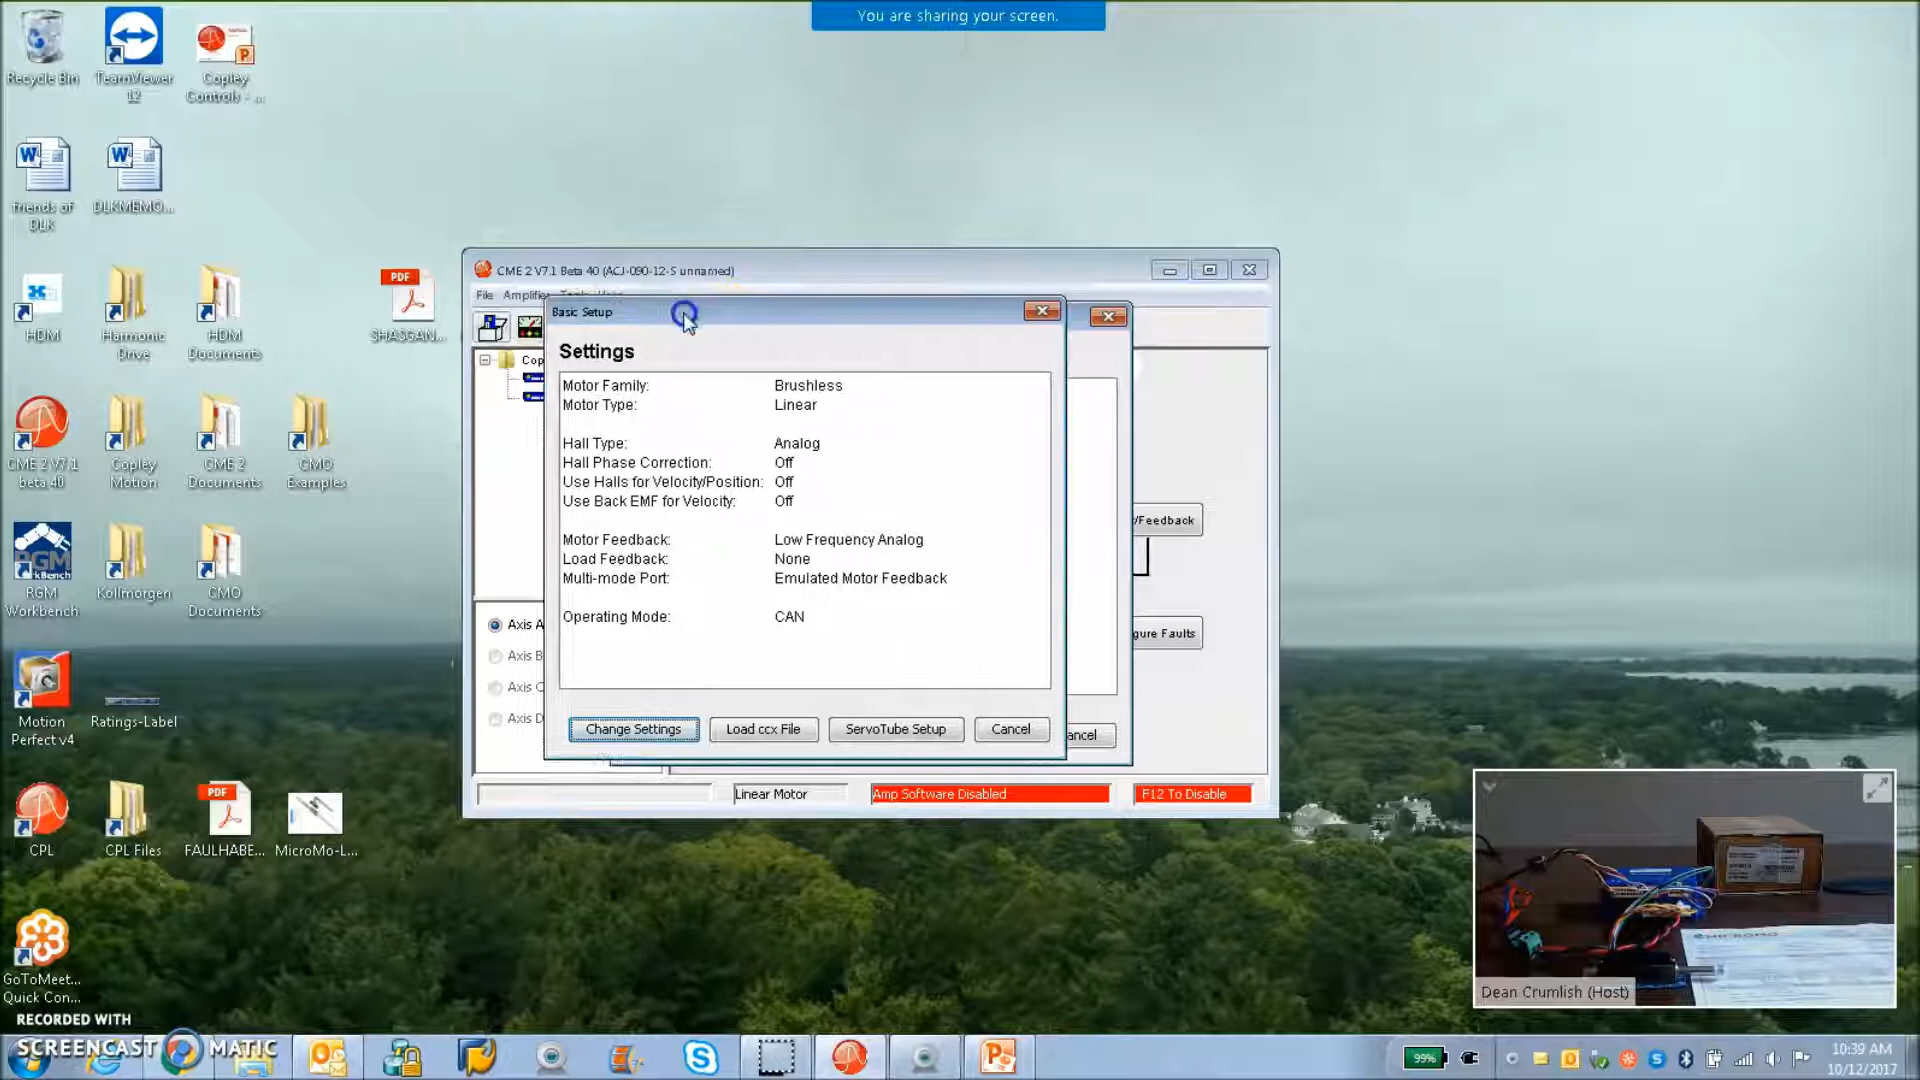 You are sharing your screen.
Recycle Bin
TeamViewer 12
Copley Controls - ...
friends of DLK
DLKMEMO...
HDM
Harmonic Drive
HDM Documents
SHASGAN...
CME 2 V7.1 beta 40
Copley Motion
CME 2 Documents
CMO Examples
RGM Workbench
Kollmorgen
CMO Documents
Motion Perfect v4
Ratings-Label
CPL
CPL Files
FAULHABE...
MicroMo-L...
GoToMeet... Quick Con...
PDF
PDF
RGM
CME 2 V7.1 Beta 40 (ACJ-090-12-S unnamed)
File Amplifier
Cop
Basic Setup
Settings
Motor Family: Brushless
Motor Type: Linear
Hall Type: Analog
Hall Phase Correction: Off
Use Halls for Velocity/Position: Off
Use Back EMF for Velocity: Off
Motor Feedback: Low Frequency Analog
Load Feedback: None
Multi-mode Port: Emulated Motor Feedback
Operating Mode: CAN
Change Settings
Load ccx File
ServoTube Setup
Cancel
ancel
/Feedback
gure Faults
Axis A
Axis B
Axis C
Axis D
Linear Motor
Amp Software Disabled
F12 To Disable
Dean Crumlish (Host)
RECORDED WITH
SCREENCAST MATIC
99%
10:39 AM
10/12/2017